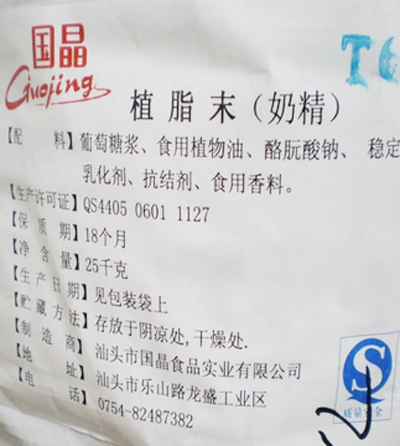 国晶
Guojing
T6
植脂末（奶精）
【配 料】葡萄糖浆、食用植物油、酪朊酸钠、稳定
乳化剂、抗结剂、食用香料。
【生产许可证】QS4405 0601 1127
【保 质 期】18个月
【净 含 量】25千克
【生 产 日 期】见包装袋上
【贮 藏 方 法】存放于阴凉处,干燥处.
【制 造 商】汕头市国晶食品实业有限公司
【地 址】汕头市乐山路龙盛工业区
【电 话】0754-82487382
质量安全